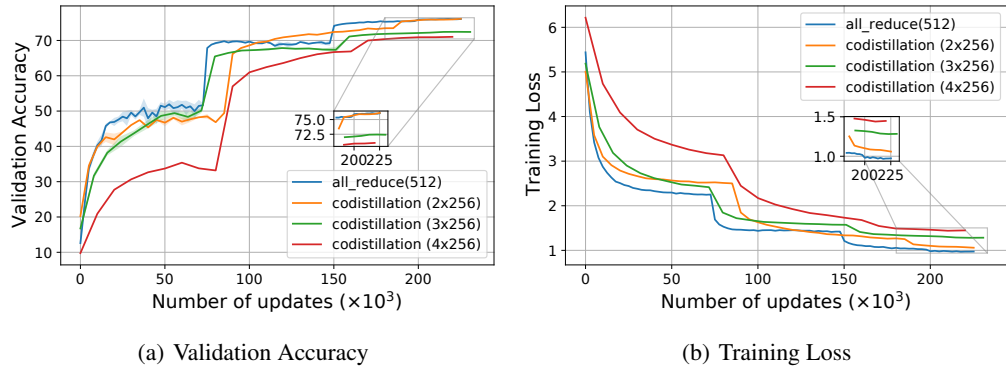 70
60
50
40
30
20
10
Validation Accuracy
75.0
72.5
200225
all_reduce(512)
codistillation (2x256)
codistillation (3x256)
codistillation (4x256)
0 50 100 150 200
Number of updates (×10³)
(a) Validation Accuracy
6
5
4
3
2
1
Training Loss
all_reduce(512)
codistillation (2x256)
codistillation (3x256)
codistillation (4x256)
1.5
1.0
200225
0 50 100 150 200
Number of updates (×10³)
(b) Training Loss